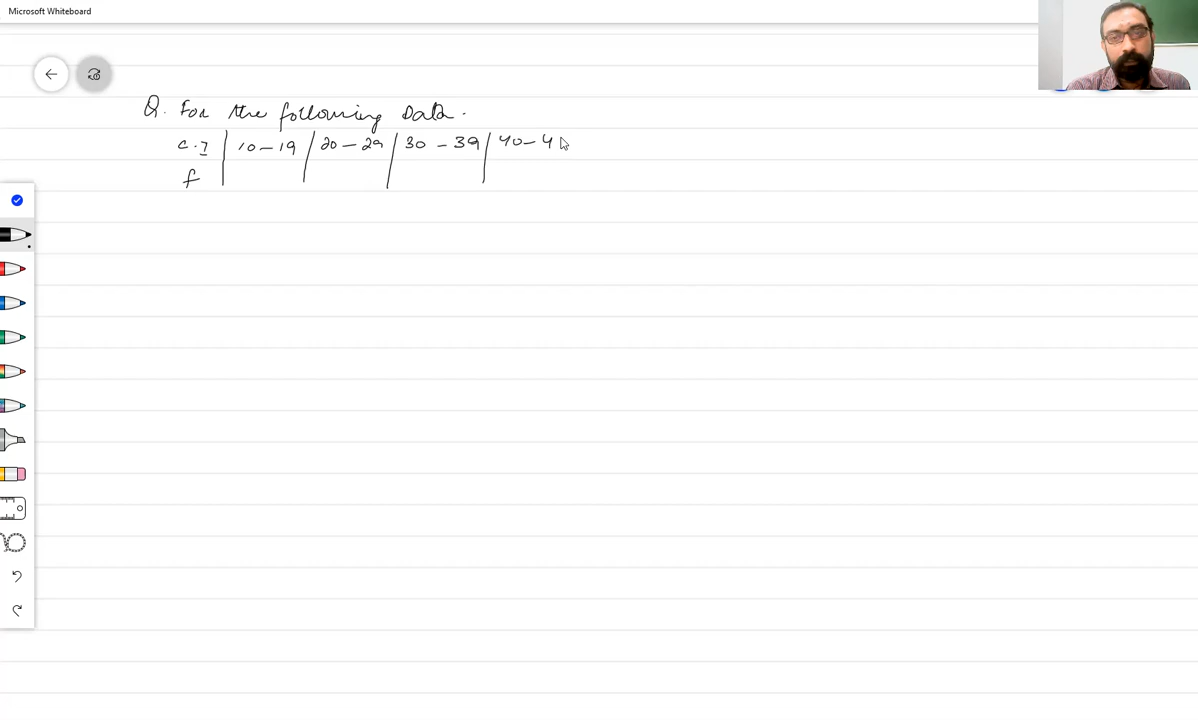 Microsoft Whiteboard
Q. For the following Data.
C.I | 10-19 | 20-29 | 30-39 | 40-4
f